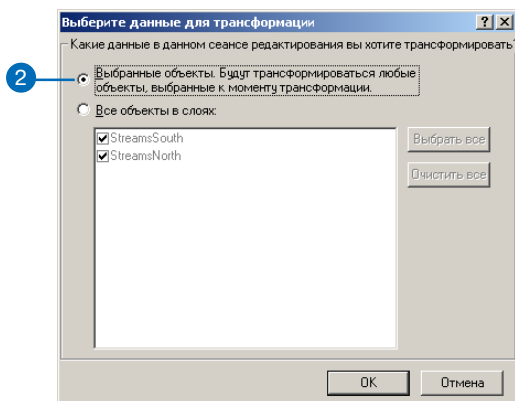 Выберите данные для трансформации
Какие данные в данном сеансе редактирования вы хотите трансформировать?
2
Выбранные объекты. Будут трансформироваться любые
объекты, выбранные к моменту трансформации.
Все объекты в слоях:
StreamsSouth
StreamsNorth
Выбрать все
Очистить все
OK
Отмена